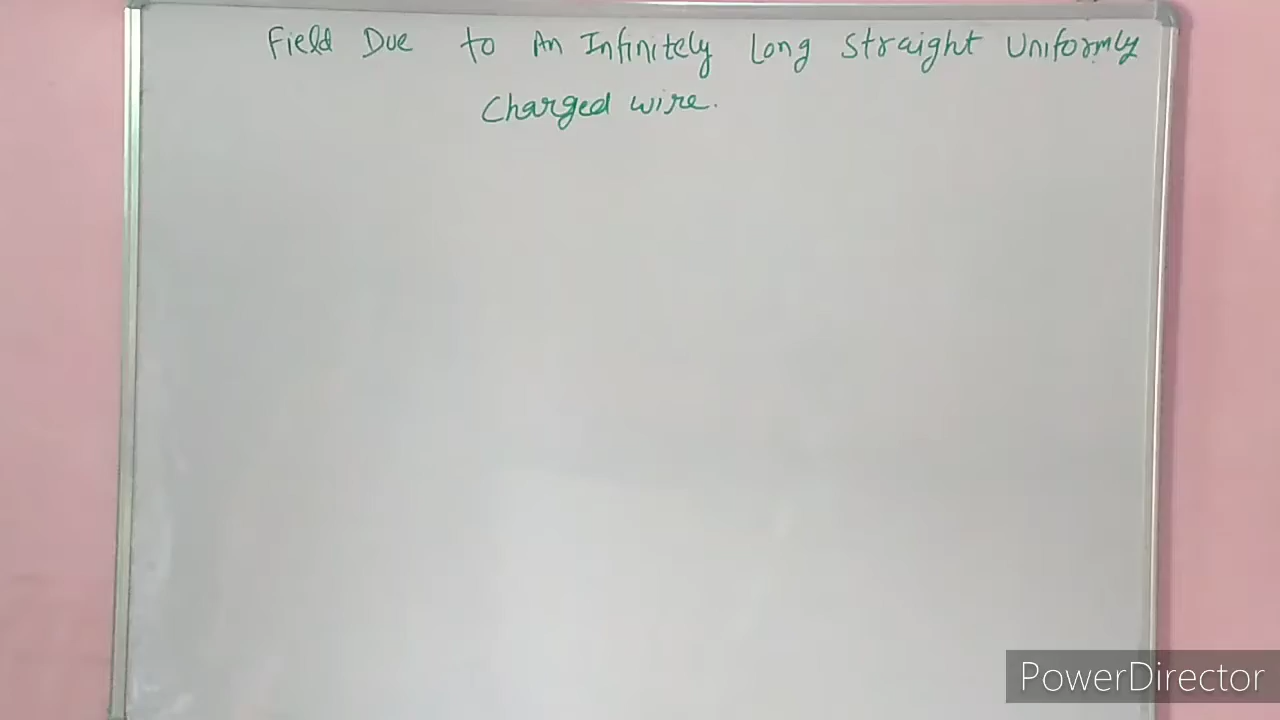 Field Due to An Infinitely Long Straight Uniformly
Charged wire.
PowerDirector